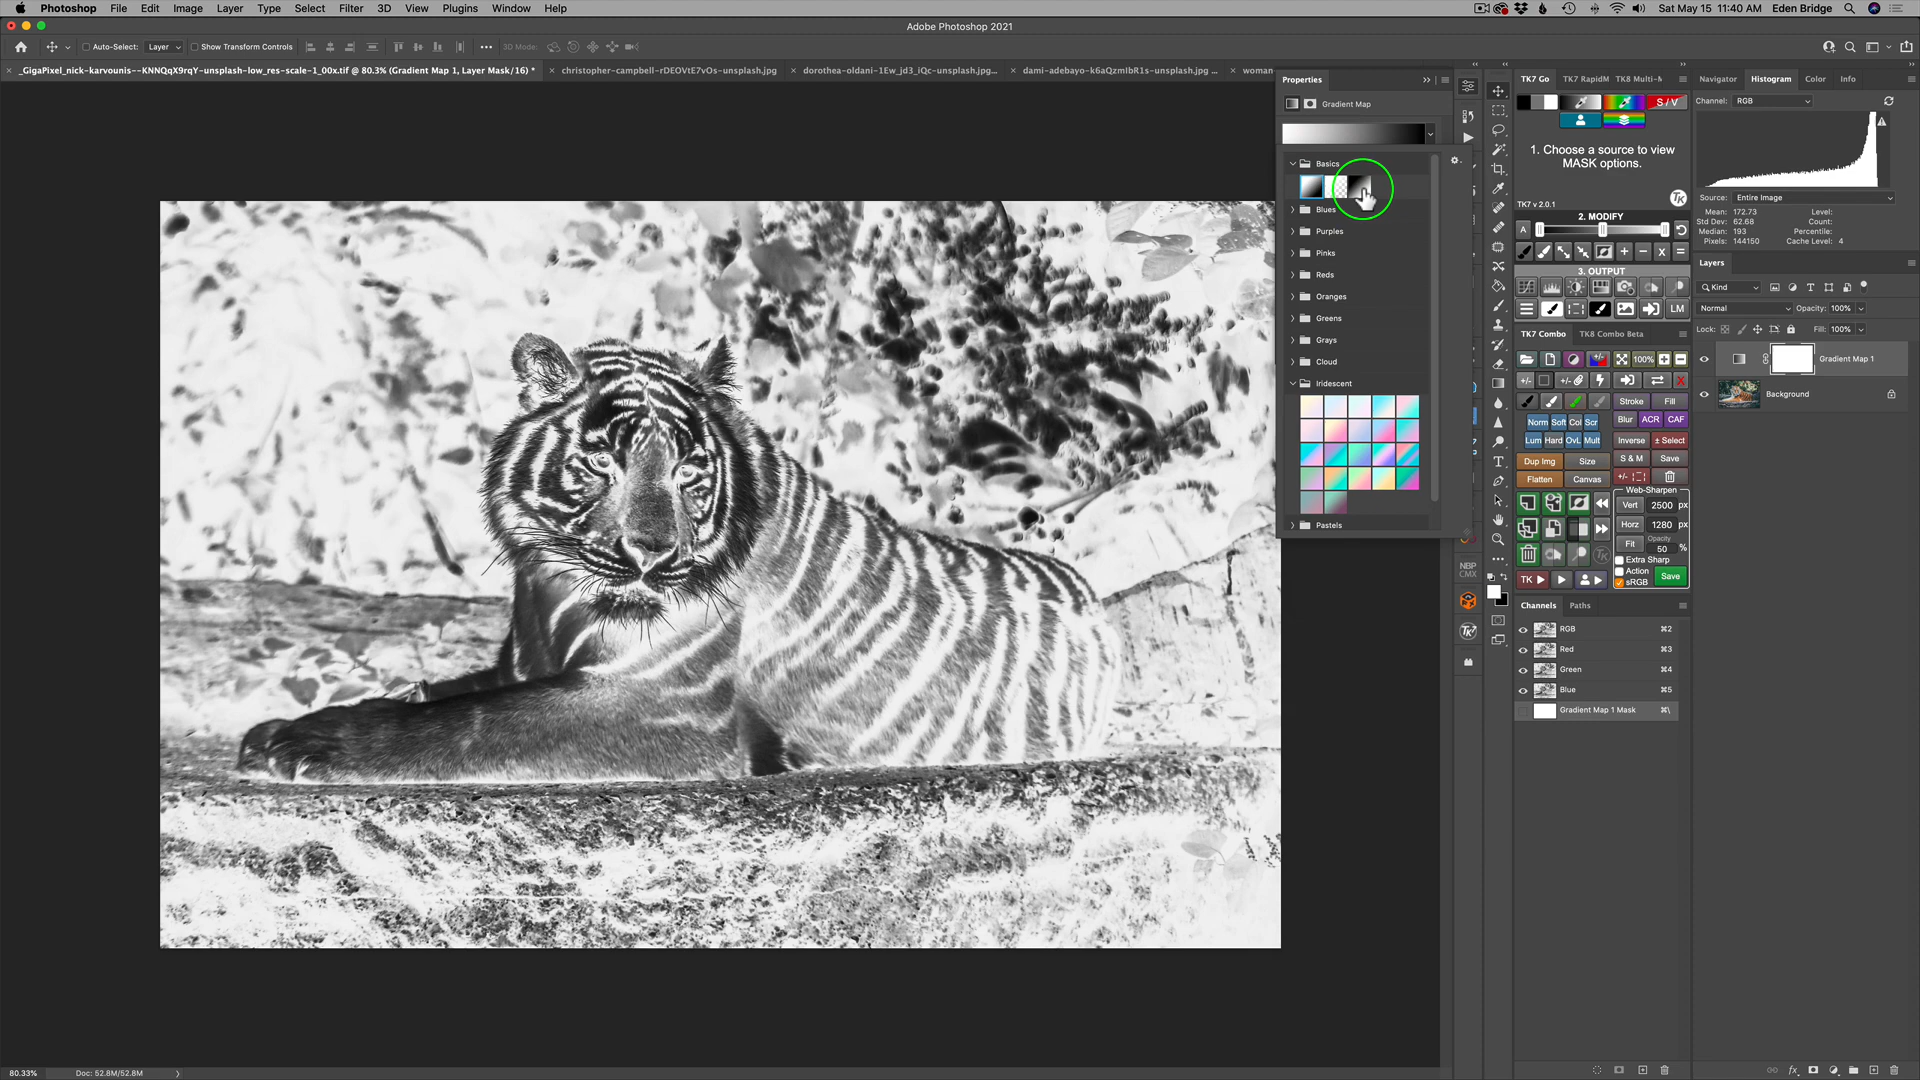 Photoshop File Edit Image Layer Type Select Filter 3D View Plugins Window Help
Sat May 15 11:40 AM Eden Bridge
Adobe Photoshop 2021
Auto-Select: Layer Show Transform Controls 3D Mode:
_GigaPixel_nick-karvounis--KNNQqX9rqY-unsplash-low_res-scale-1_00x.tif @ 80.3% (Gradient Map 1, Layer Mask/16) *
christopher-campbell-rDEOVtE7vOs-unsplash.jpg
dorothea-oldani-1Ew_jd3_iQc-unsplash.jpg...
dami-adebayo-k6aQzmIbR1s-unsplash.jpg ...
woman
Properties
Gradient Map
Basics
Blues
Purples
Pinks
Reds
Oranges
Greens
Grays
Cloud
Iridescent
Pastels
NBP
CMX
TK7
TK7 Go TK7 RapidM TK8 Multi-M
S / V
1. Choose a source to view
MASK options.
TK7 v 2.0.1
TK
2. MODIFY
A
X
3. OUTPUT
LM
TK7 Combo TK8 Combo Beta
100%
+/- +/- X
Stroke Fill
Norm Soft Col Scr Blur ACR CAF
Lum Hard OvL Mult Inverse ± Select
Dup Img Size S & M Save
Flatten Canvas +/-
Web-Sharpen
Vert 2500 px
Horz 1280 px
Fit Opacity
50 %
Extra Sharp
Action
sRGB Save
TK
Channels Paths
RGB ⌘2
Red ⌘3
Green ⌘4
Blue ⌘5
Gradient Map 1 Mask ⌘\
Navigator Histogram Color Info
Channel: RGB
Source: Entire Image
Mean: 172.73 Level:
Std Dev: 62.68 Count:
Median: 193 Percentile:
Pixels: 144150 Cache Level: 4
Layers
Kind
Normal Opacity: 100%
Lock: Fill: 100%
Gradient Map 1
Background
fx
80.33% Doc: 52.8M/52.8M